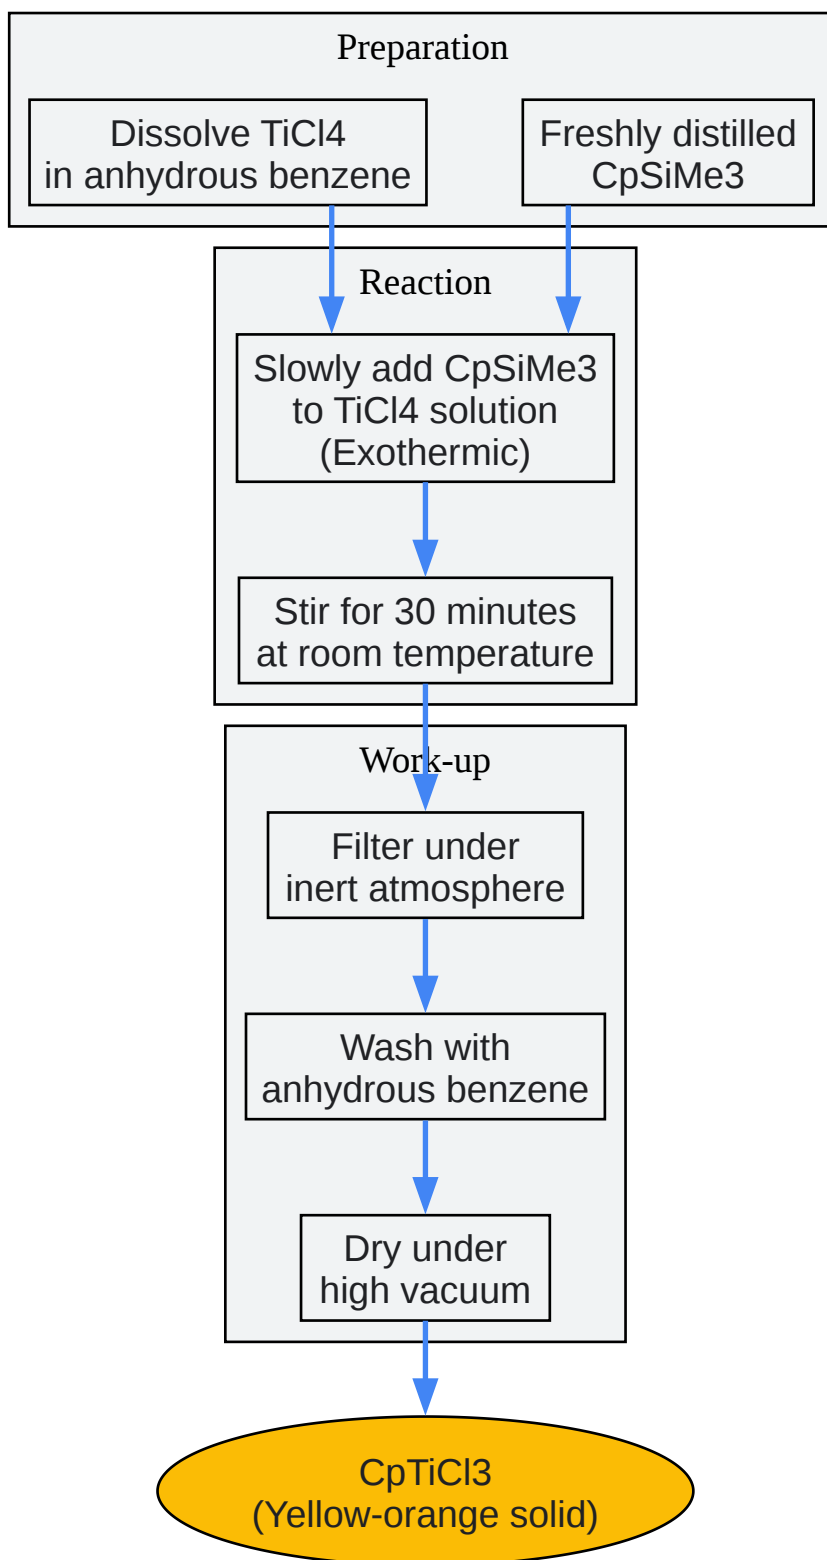 Preparation
Dissolve TiCl4
in anhydrous benzene
Freshly distilled
CpSiMe3
Reaction
Slowly add CpSiMe3
to TiCl4 solution
(Exothermic)
Stir for 30 minutes
at room temperature
Work-up
Filter under
inert atmosphere
Wash with
anhydrous benzene
Dry under
high vacuum
CpTiCl3
(Yellow-orange solid)